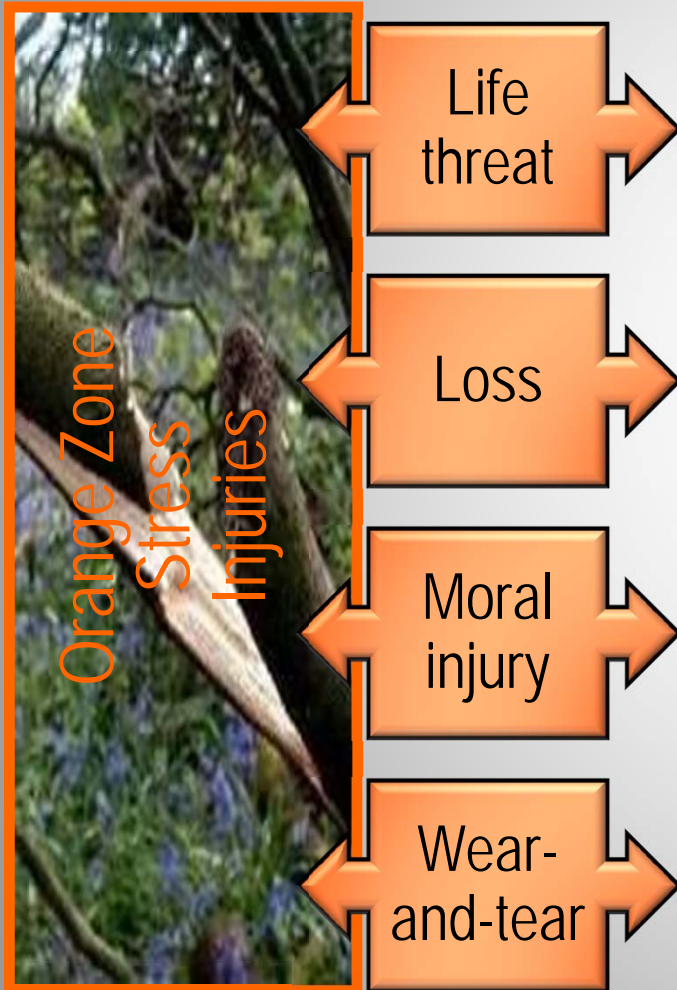 Orange Zone
Stress
Injuries
Life
threat
Loss
Moral
injury
Wear-
and-tear